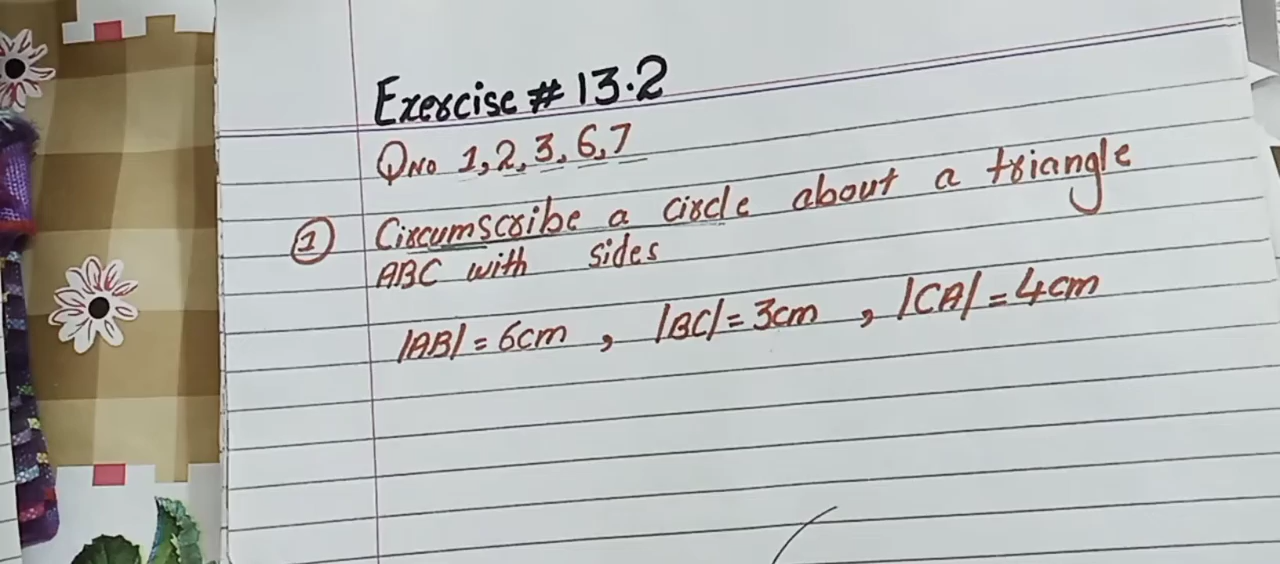 Exercise # 13.2
QNo 1,2,3,6,7
① Circumscribe a circle about a triangle
ABC with sides
|AB| = 6cm , |BC| = 3cm , |CA| = 4cm